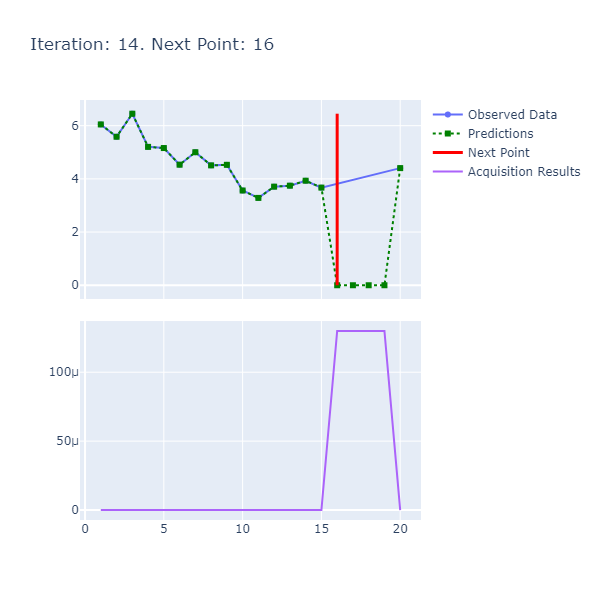 Iteration: 14. Next Point: 16
Observed Data
Predictions
Next Point
Acquisition Results
6
4
2
0
100μ
50μ
0
0 5 10 15 20